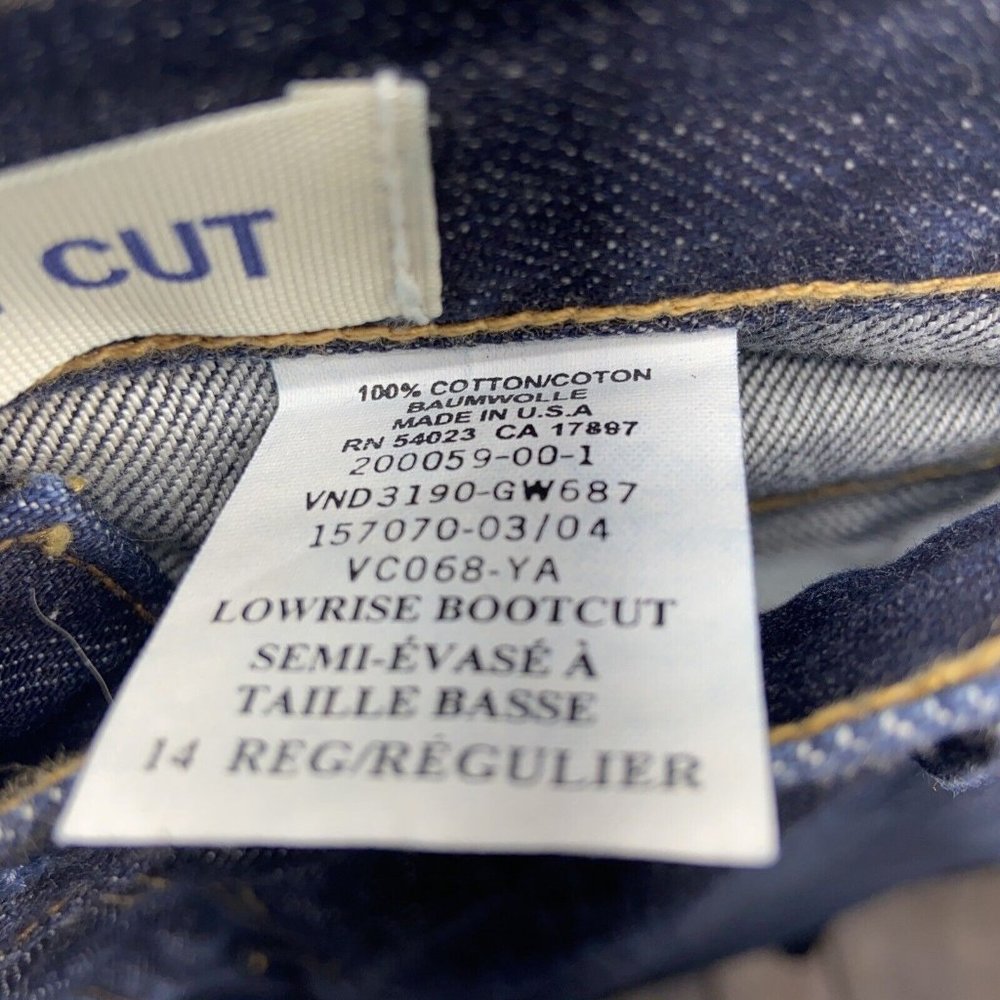 CUT
100% COTTON/COTON
BAUMWOLLE
MADE IN U.S.A
RN 54023 CA 17897
200059-00-1
VND3190-GW687
157070-03/04
VC068-YA
LOWRISE BOOTCUT
SEMI-ÉVASÉ À
TAILLE BASSE
14 REG/RÉGULIER